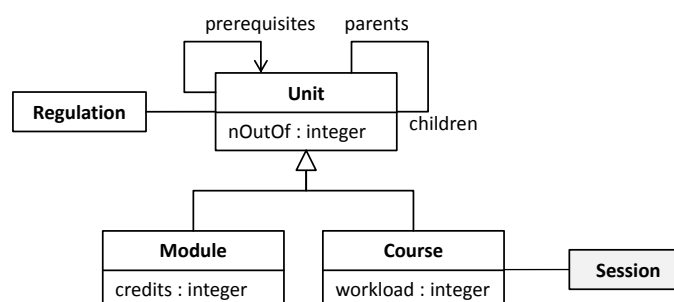 prerequisites
parents
Unit
Regulation
nOutOf : integer
children
Module
Course
Session
credits : integer
workload : integer